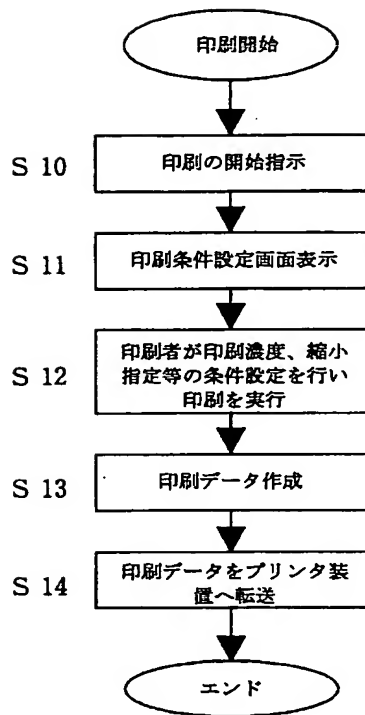 印刷開始
S 10
印刷の開始指示
S 11
印刷条件設定画面表示
S 12
印刷者が印刷濃度、縮小
指定等の条件設定を行い
印刷を実行
S 13
印刷データ作成
S 14
印刷データをプリンタ装
置へ転送
エンド